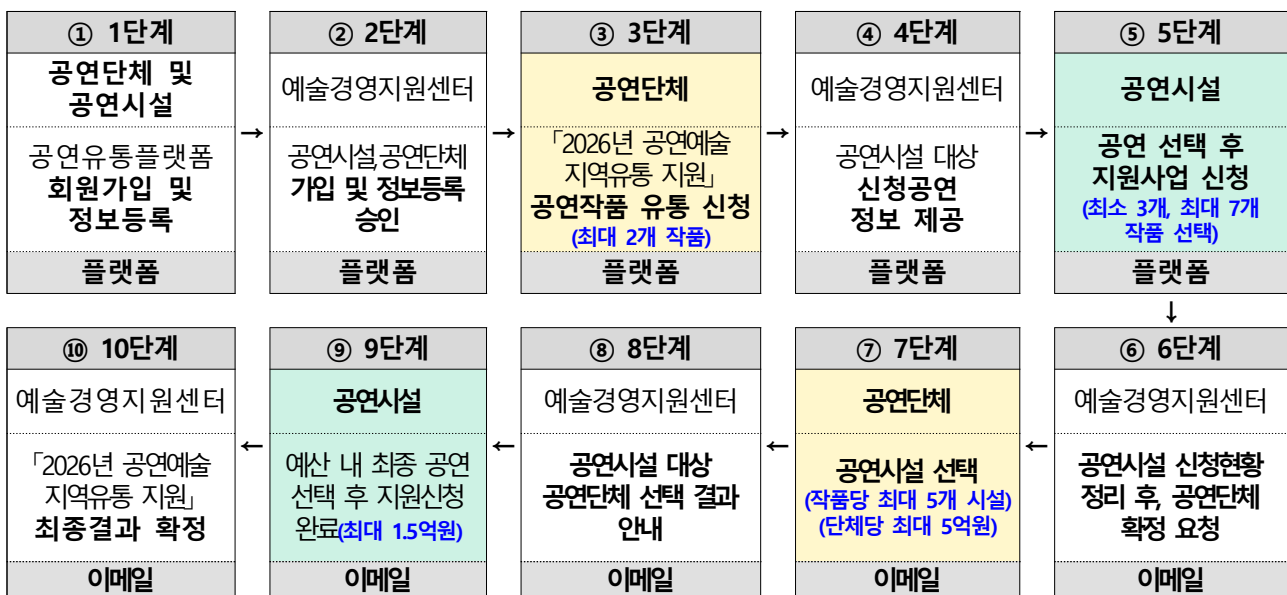 ① 1단계
공연단체 및
공연시설
공연유통플랫폼
회원가입 및
정보등록
플랫폼
→
② 2단계
예술경영지원센터
공연시설,공연단체
가입 및 정보등록
승인
플랫폼
→
③ 3단계
공연단체
「2026년 공연예술
지역유통 지원」
공연작품 유통 신청
(최대 2개 작품)
플랫폼
→
④ 4단계
예술경영지원센터
공연시설 대상
신청공연
정보 제공
플랫폼
→
⑤ 5단계
공연시설
공연 선택 후
지원사업 신청
(최소 3개, 최대 7개
작품 선택)
플랫폼
↓
⑥ 6단계
예술경영지원센터
공연시설 신청현황
정리 후, 공연단체
확정 요청
이메일
←
⑦ 7단계
공연단체
공연시설 선택
(작품당 최대 5개 시설)
(단체당 최대 5억원)
이메일
←
⑧ 8단계
예술경영지원센터
공연시설 대상
공연단체 선택 결과
안내
이메일
←
⑨ 9단계
공연시설
예산 내 최종 공연
선택 후 지원신청
완료(최대 1.5억원)
이메일
←
⑩ 10단계
예술경영지원센터
「2026년 공연예술
지역유통 지원」
최종결과 확정
이메일